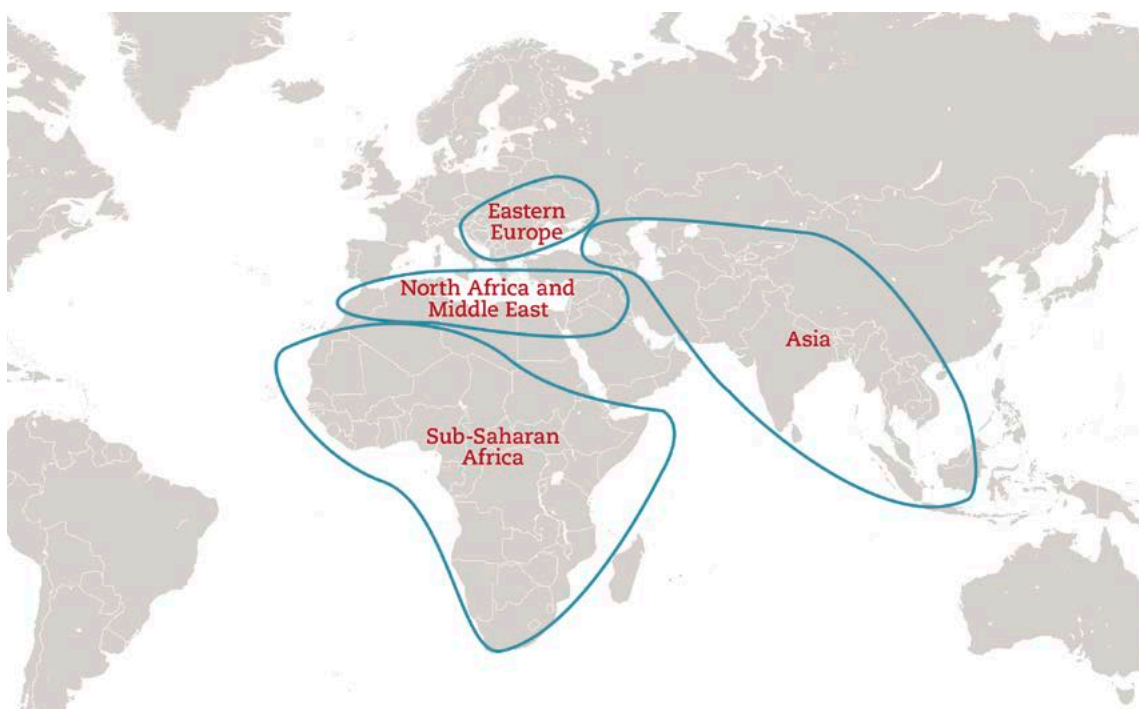 Eastern
Europe
North Africa and
Middle East
Asia
Sub-Saharan
Africa